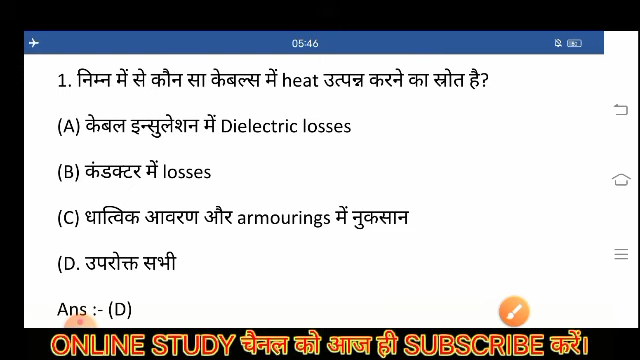 05:46
1. निम्न में से कौन सा केबल्स में heat उत्पन्न करने का स्रोत है?
(A) केबल इन्सुलेशन में Dielectric losses
(B) कंडक्टर में losses
(C) धात्विक आवरण और armourings में नुकसान
(D. उपरोक्त सभी
Ans :- (D)
ONLINE STUDY चैनल को आज ही SUBSCRIBE करें।